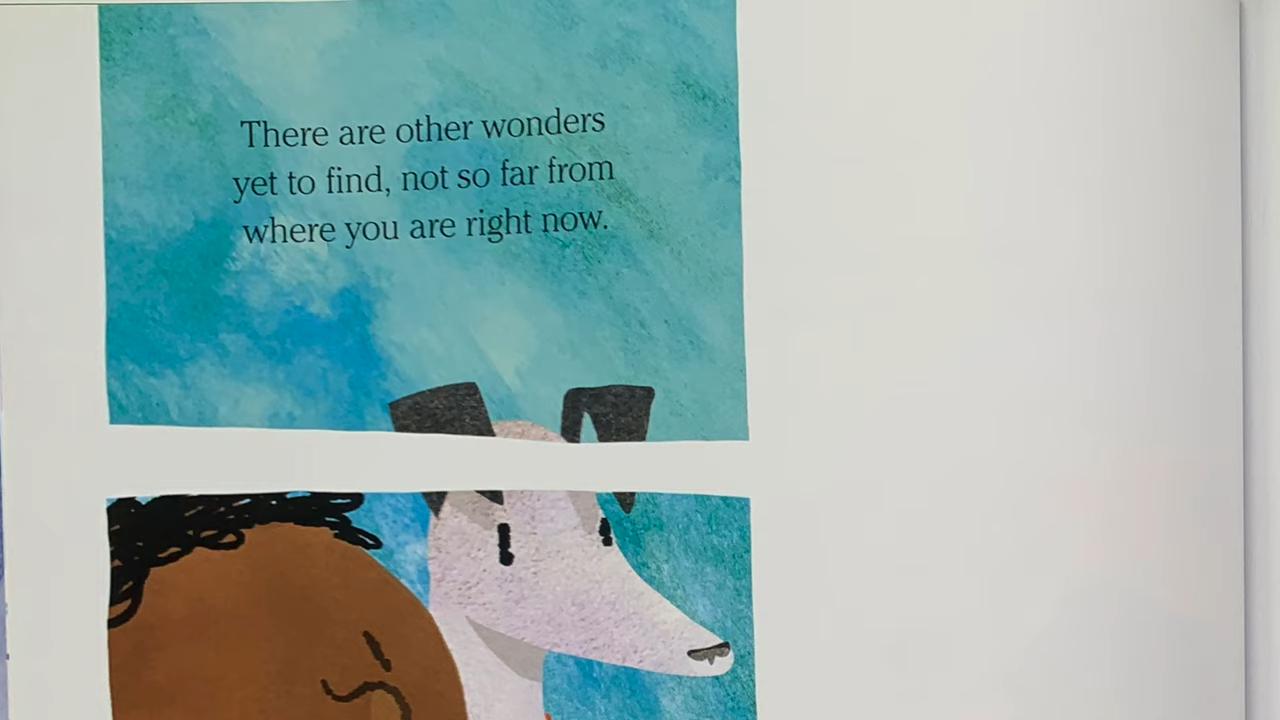 There are other wonders
yet to find, not so far from
where you are right now.